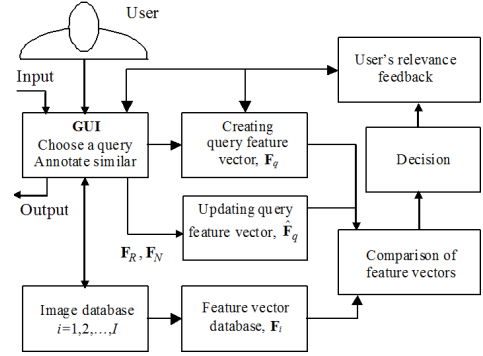 User
Input
GUI
Choose a query
Annotate similar
Output
Creating
query feature
vector, F_q
User's relevance
feedback
Decision
Updating query
feature vector, F̂_q
F_R , F_N
Comparison of
feature vectors
Image database
i=1,2,…,I
Feature vector
database, F_i